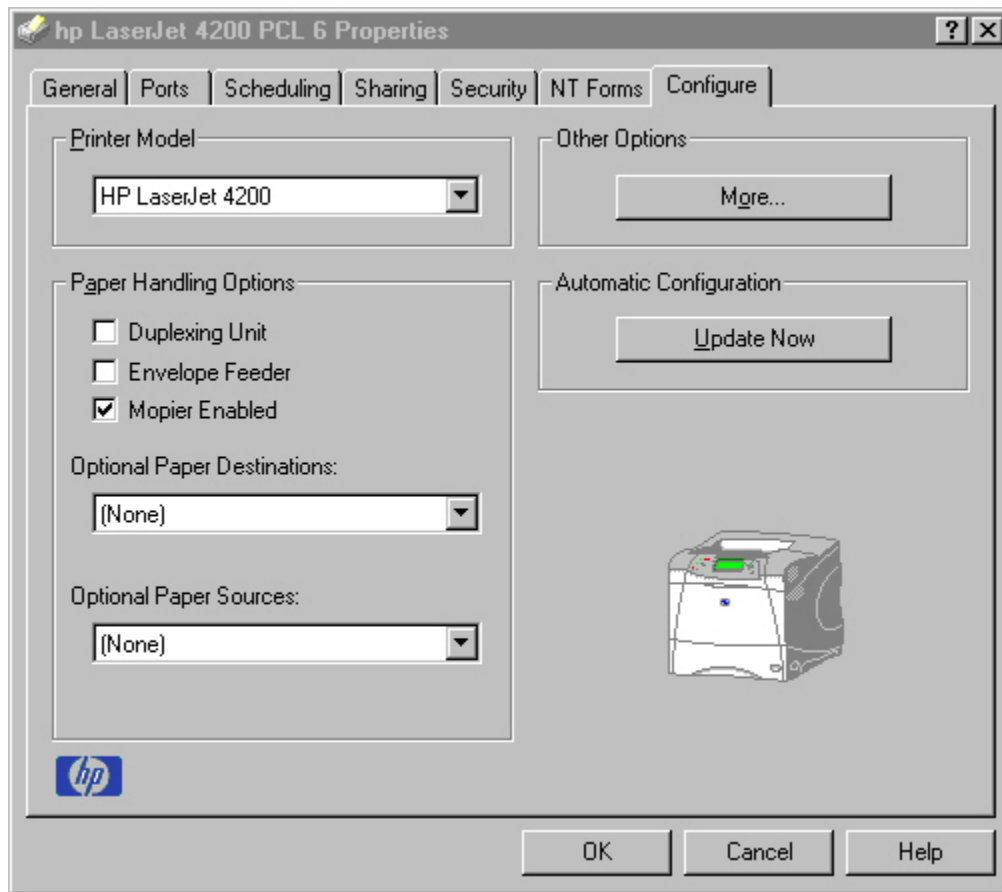 hp LaserJet 4200 PCL 6 Properties
General Ports Scheduling Sharing Security NT Forms Configure
Printer Model
HP LaserJet 4200
Other Options
More...
Paper Handling Options
Duplexing Unit
Envelope Feeder
Mopier Enabled
Automatic Configuration
Update Now
Optional Paper Destinations:
(None)
Optional Paper Sources:
(None)
hp
OK Cancel Help